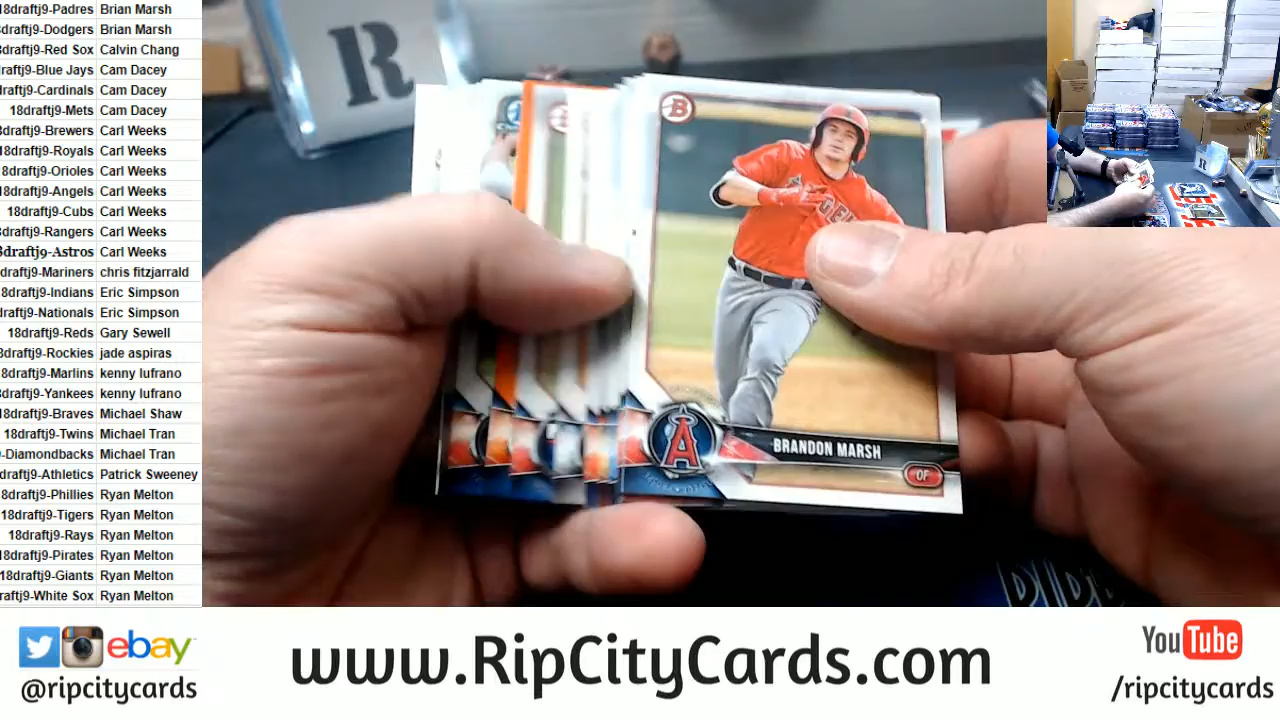 18draftj9-Padres Brian Marsh
8draftj9-Dodgers Brian Marsh
8draftj9-Red Sox Calvin Chang
raftj9-Blue Jays Cam Dacey
draftj9-Cardinals Cam Dacey
18draftj9-Mets Cam Dacey
8draftj9-Brewers Carl Weeks
18draftj9-Royals Carl Weeks
8draftj9-Orioles Carl Weeks
18draftj9-Angels Carl Weeks
18draftj9-Cubs Carl Weeks
8draftj9-Rangers Carl Weeks
8draftj9-Astros Carl Weeks
draftj9-Mariners chris fitzjarrald
8draftj9-Indians Eric Simpson
raftj9-Nationals Eric Simpson
18draftj9-Reds Gary Sewell
8draftj9-Rockies jade aspiras
8draftj9-Marlins kenny lufrano
8draftj9-Yankees kenny lufrano
8draftj9-Braves Michael Shaw
18draftj9-Twins Michael Tran
-Diamondbacks Michael Tran
draftj9-Athletics Patrick Sweeney
8draftj9-Phillies Ryan Melton
18draftj9-Tigers Ryan Melton
18draftj9-Rays Ryan Melton
18draftj9-Pirates Ryan Melton
18draftj9-Giants Ryan Melton
raftj9-White Sox Ryan Melton
R
B
A
BRANDON MARSH
OF
ebay
@ripcitycards
www.RipCityCards.com
YouTube
/ripcitycards